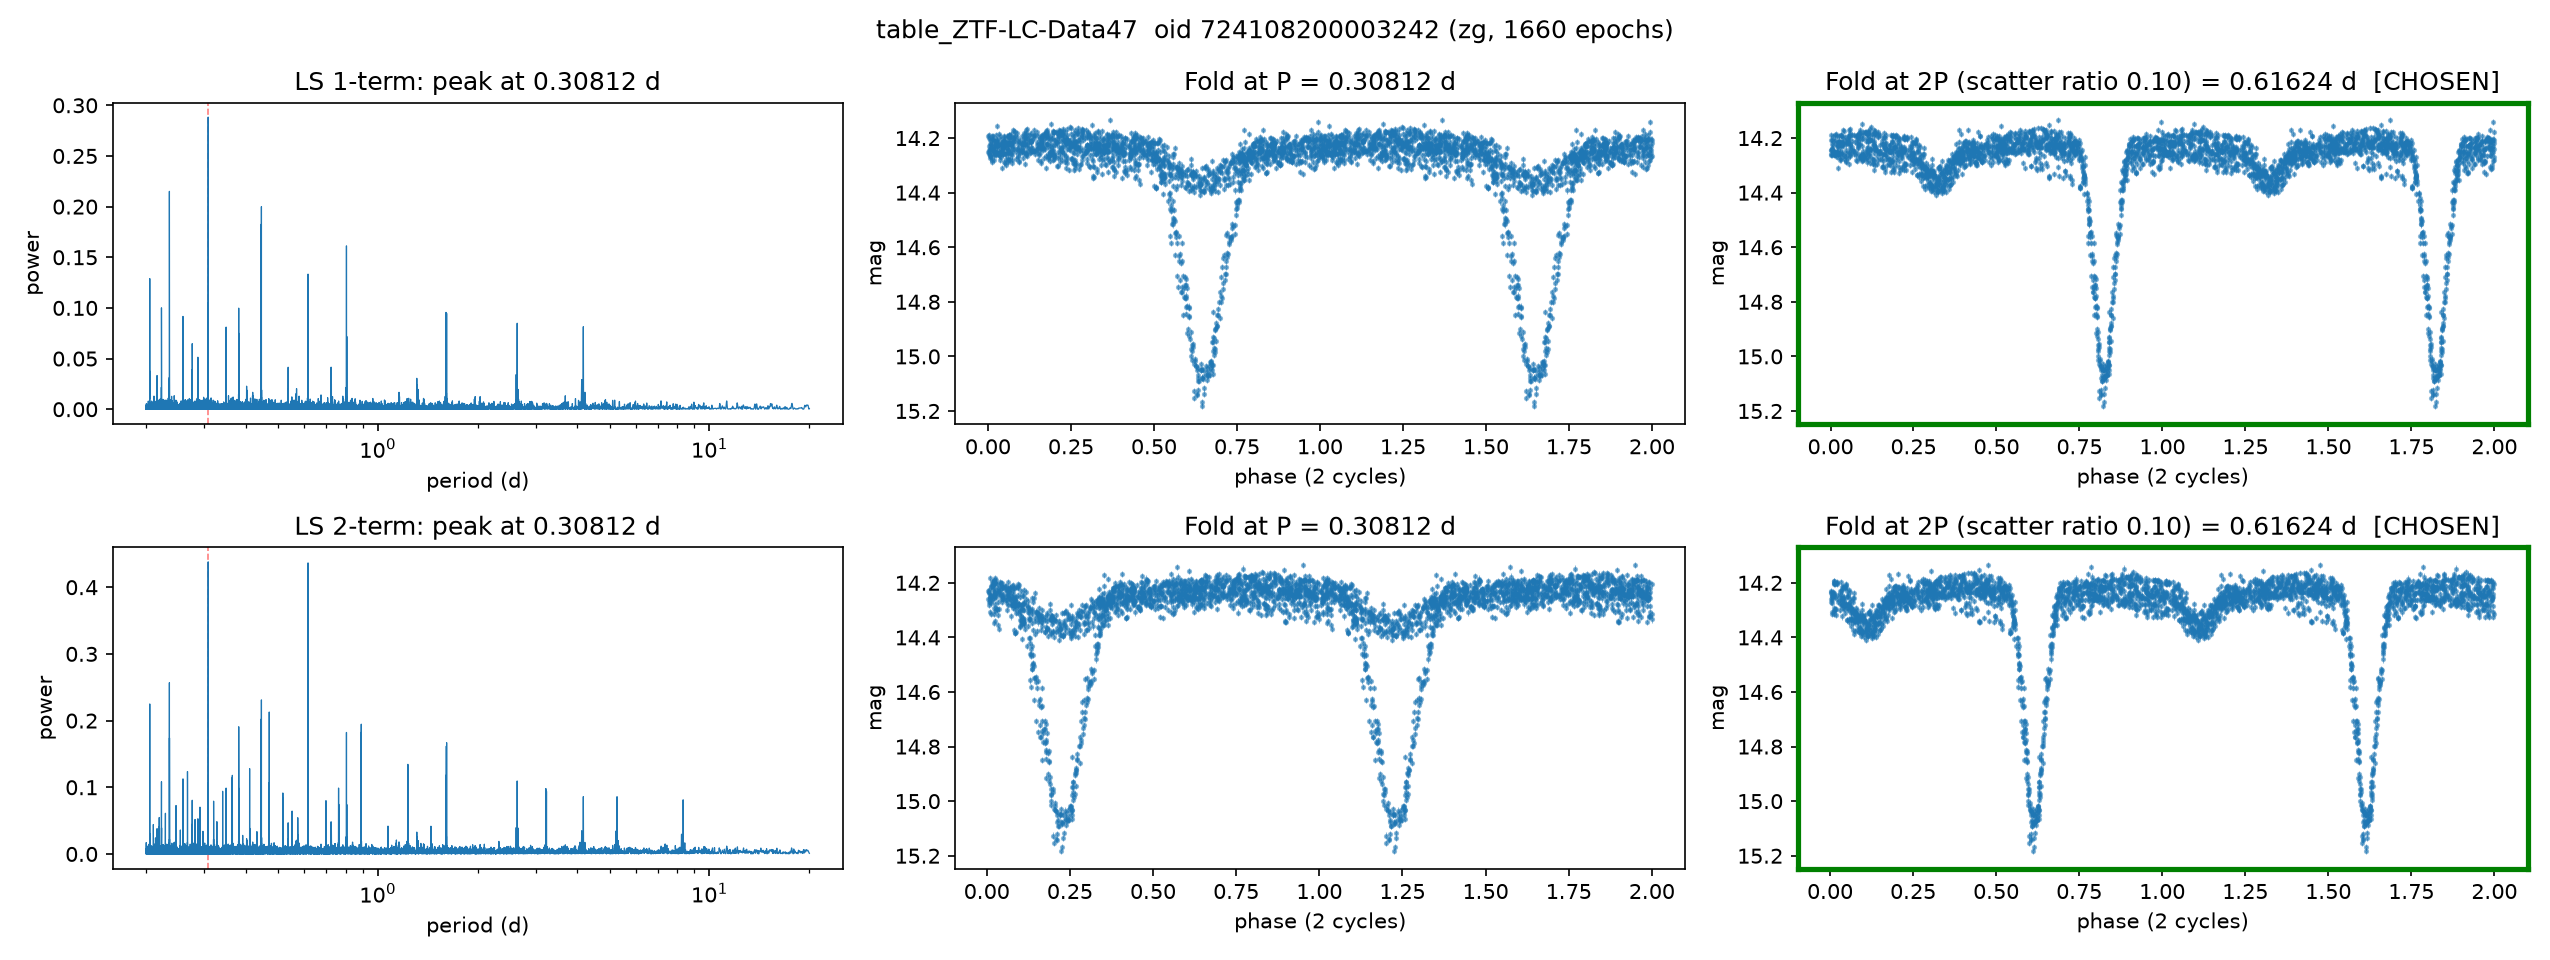 table_ZTF-LC-Data47  oid 724108200003242 (zg, 1660 epochs)
LS 1-term: peak at 0.30812 d
Fold at P = 0.30812 d
Fold at 2P (scatter ratio 0.10) = 0.61624 d  [CHOSEN]
power
0.30
0.25
0.20
0.15
0.10
0.05
0.00
10^0
10^1
period (d)
mag
14.2
14.4
14.6
14.8
15.0
15.2
0.00 0.25 0.50 0.75 1.00 1.25 1.50 1.75 2.00
phase (2 cycles)
mag
14.2
14.4
14.6
14.8
15.0
15.2
0.00 0.25 0.50 0.75 1.00 1.25 1.50 1.75 2.00
phase (2 cycles)
LS 2-term: peak at 0.30812 d
Fold at P = 0.30812 d
Fold at 2P (scatter ratio 0.10) = 0.61624 d  [CHOSEN]
power
0.4
0.3
0.2
0.1
0.0
10^0
10^1
period (d)
mag
14.2
14.4
14.6
14.8
15.0
15.2
0.00 0.25 0.50 0.75 1.00 1.25 1.50 1.75 2.00
phase (2 cycles)
mag
14.2
14.4
14.6
14.8
15.0
15.2
0.00 0.25 0.50 0.75 1.00 1.25 1.50 1.75 2.00
phase (2 cycles)